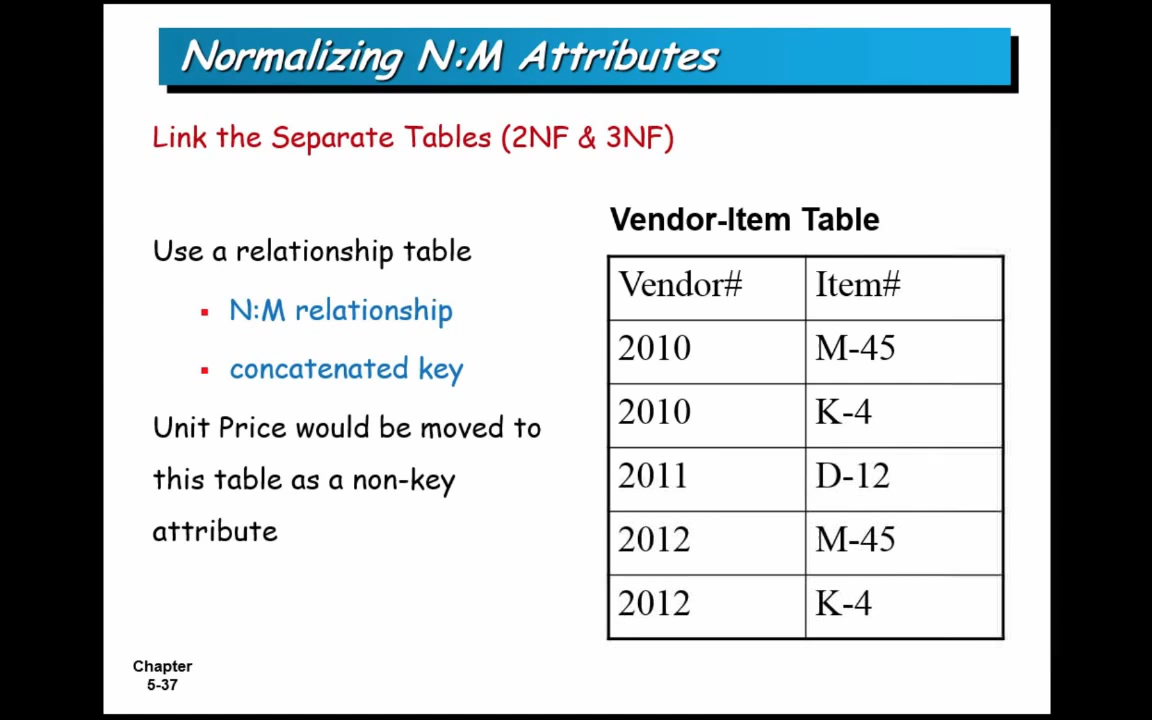 Normalizing N:M Attributes
Link the Separate Tables (2NF & 3NF)
Use a relationship table
▪ N:M relationship
▪ concatenated key
Unit Price would be moved to
this table as a non-key
attribute
Vendor-Item Table
Vendor# Item#
2010 M-45
2010 K-4
2011 D-12
2012 M-45
2012 K-4
Chapter
5-37